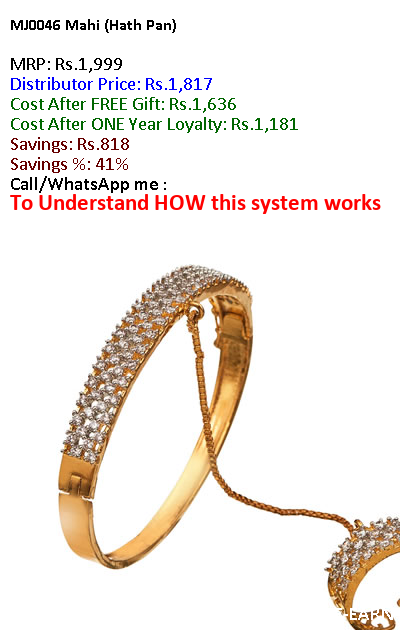 MJ0046 Mahi (Hath Pan)
MRP: Rs.1,999
Distributor Price: Rs.1,817
Cost After FREE Gift: Rs.1,636
Cost After ONE Year Loyalty: Rs.1,181
Savings: Rs.818
Savings %: 41%
Call/WhatsApp me :
To Understand HOW this system works